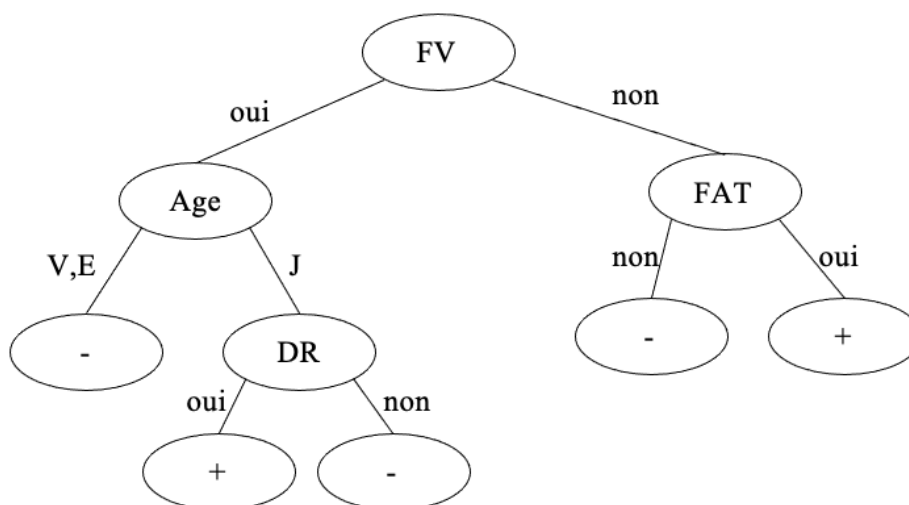 FV
oui
non
Age
FAT
V,E
J
non
oui
-
DR
-
+
oui
non
+
-